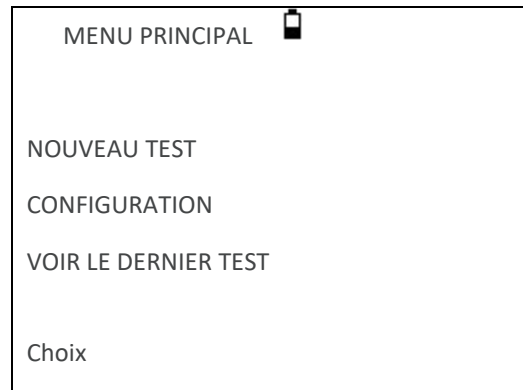 MENU PRINCIPAL
NOUVEAU TEST
CONFIGURATION
VOIR LE DERNIER TEST
Choix